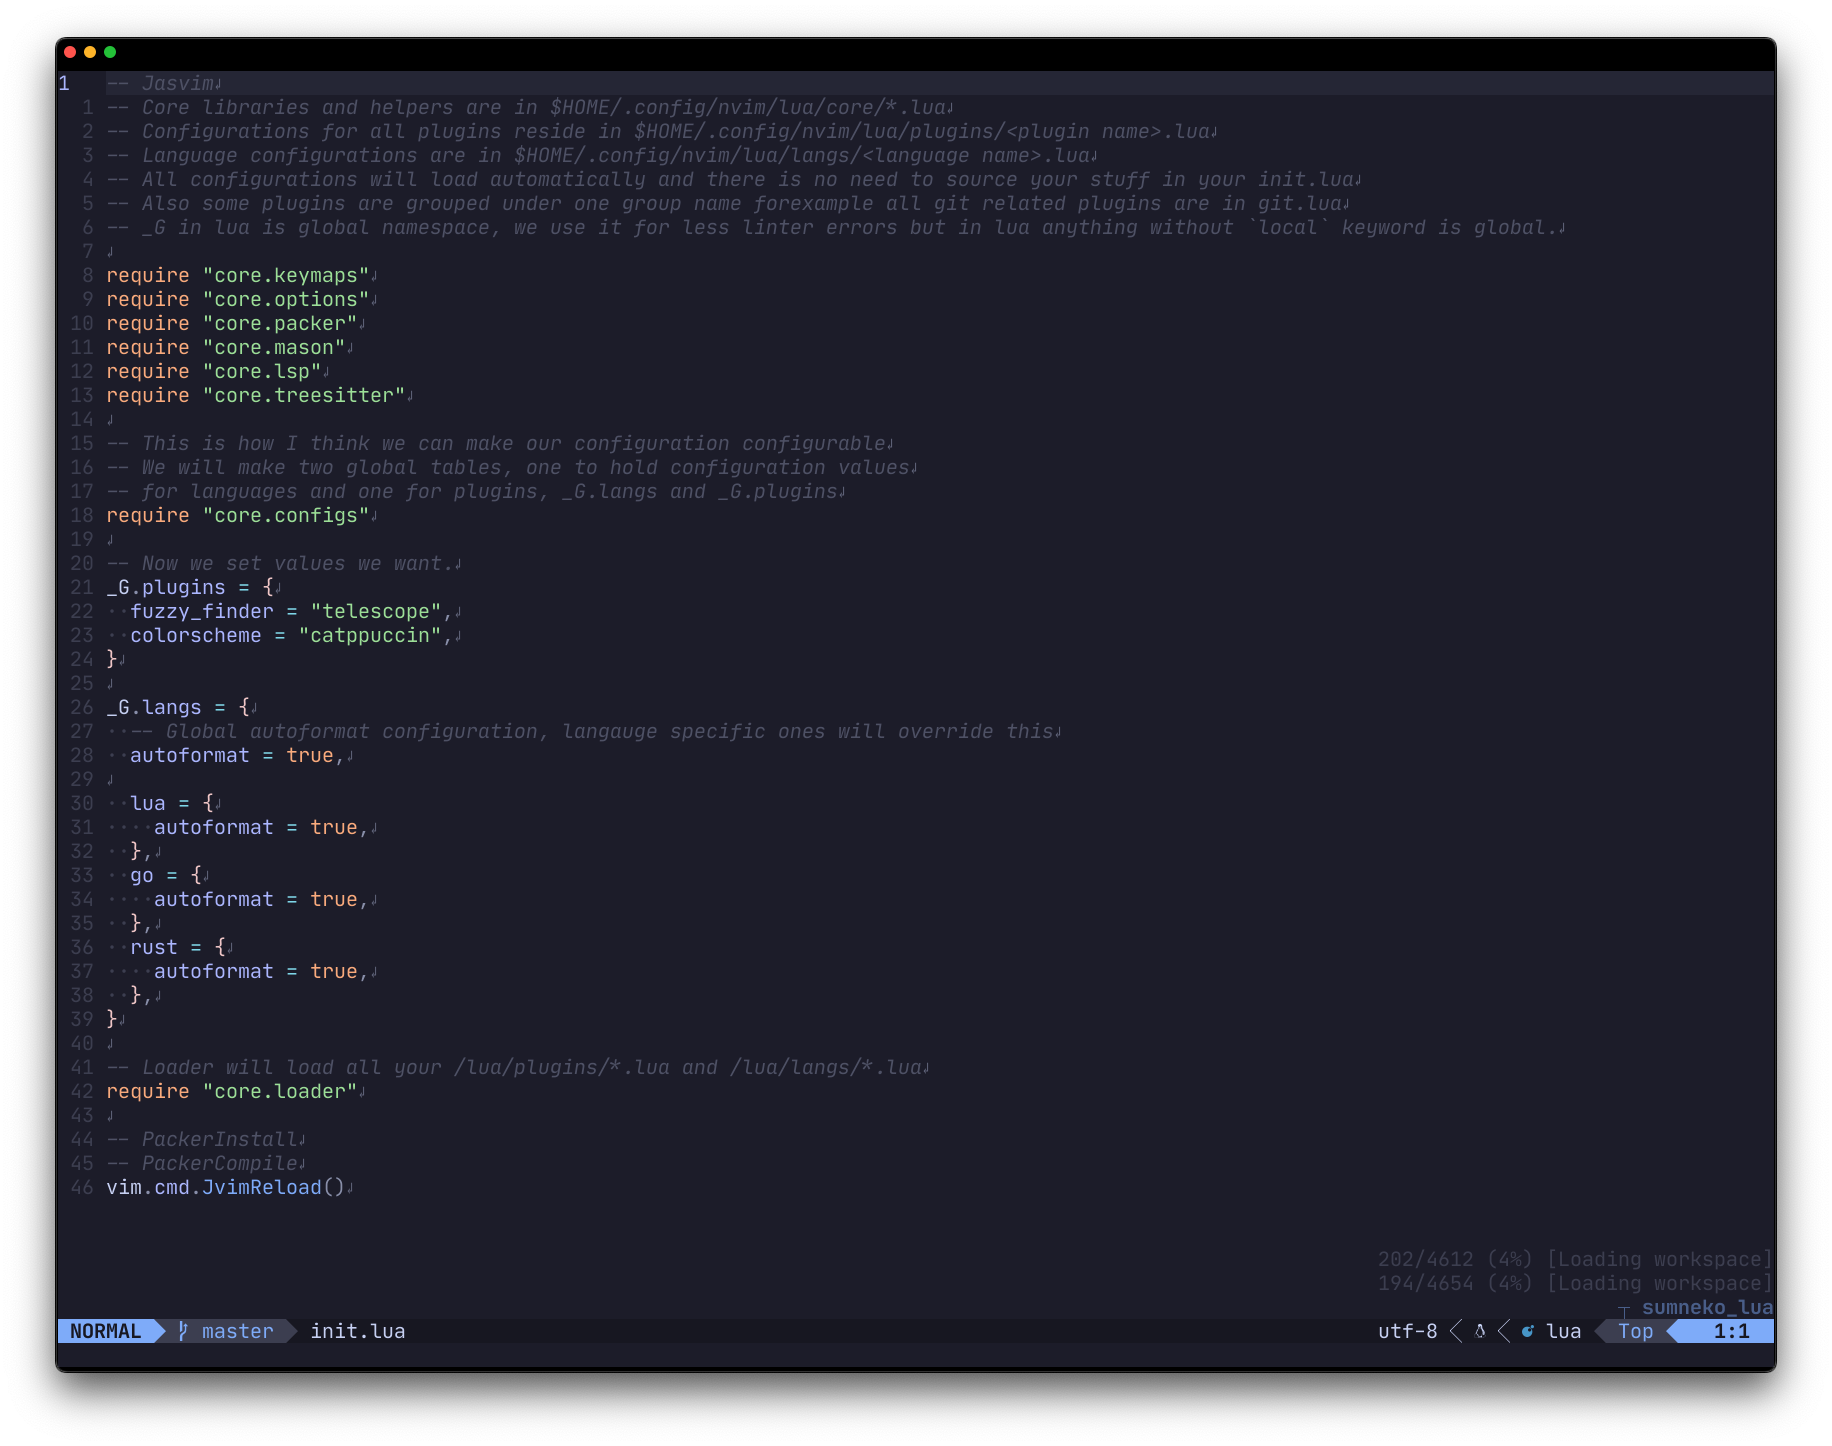 1   -- Jasvim
  1 -- Core libraries and helpers are in $HOME/.config/nvim/lua/core/*.lua
  2 -- Configurations for all plugins reside in $HOME/.config/nvim/lua/plugins/<plugin name>.lua
  3 -- Language configurations are in $HOME/.config/nvim/lua/langs/<language name>.lua
  4 -- All configurations will load automatically and there is no need to source your stuff in your init.lua
  5 -- Also some plugins are grouped under one group name forexample all git related plugins are in git.lua
  6 -- _G in lua is global namespace, we use it for less linter errors but in lua anything without `local` keyword is global.
  7
  8 require "core.keymaps"
  9 require "core.options"
 10 require "core.packer"
 11 require "core.mason"
 12 require "core.lsp"
 13 require "core.treesitter"
 14
 15 -- This is how I think we can make our configuration configurable
 16 -- We will make two global tables, one to hold configuration values
 17 -- for languages and one for plugins, _G.langs and _G.plugins
 18 require "core.configs"
 19
 20 -- Now we set values we want.
 21 _G.plugins = {
 22 ··fuzzy_finder = "telescope",
 23 ··colorscheme = "catppuccin",
 24 }
 25
 26 _G.langs = {
 27 ··-- Global autoformat configuration, langauge specific ones will override this
 28 ··autoformat = true,
 29
 30 ··lua = {
 31 ····autoformat = true,
 32 ··},
 33 ··go = {
 34 ····autoformat = true,
 35 ··},
 36 ··rust = {
 37 ····autoformat = true,
 38 ··},
 39 }
 40
 41 -- Loader will load all your /lua/plugins/*.lua and /lua/langs/*.lua
 42 require "core.loader"
 43
 44 -- PackerInstall
 45 -- PackerCompile
 46 vim.cmd.JvimReload()
202/4612 (4%) [Loading workspace]
194/4654 (4%) [Loading workspace]
sumneko_lua
NORMAL master init.lua utf-8 lua Top 1:1